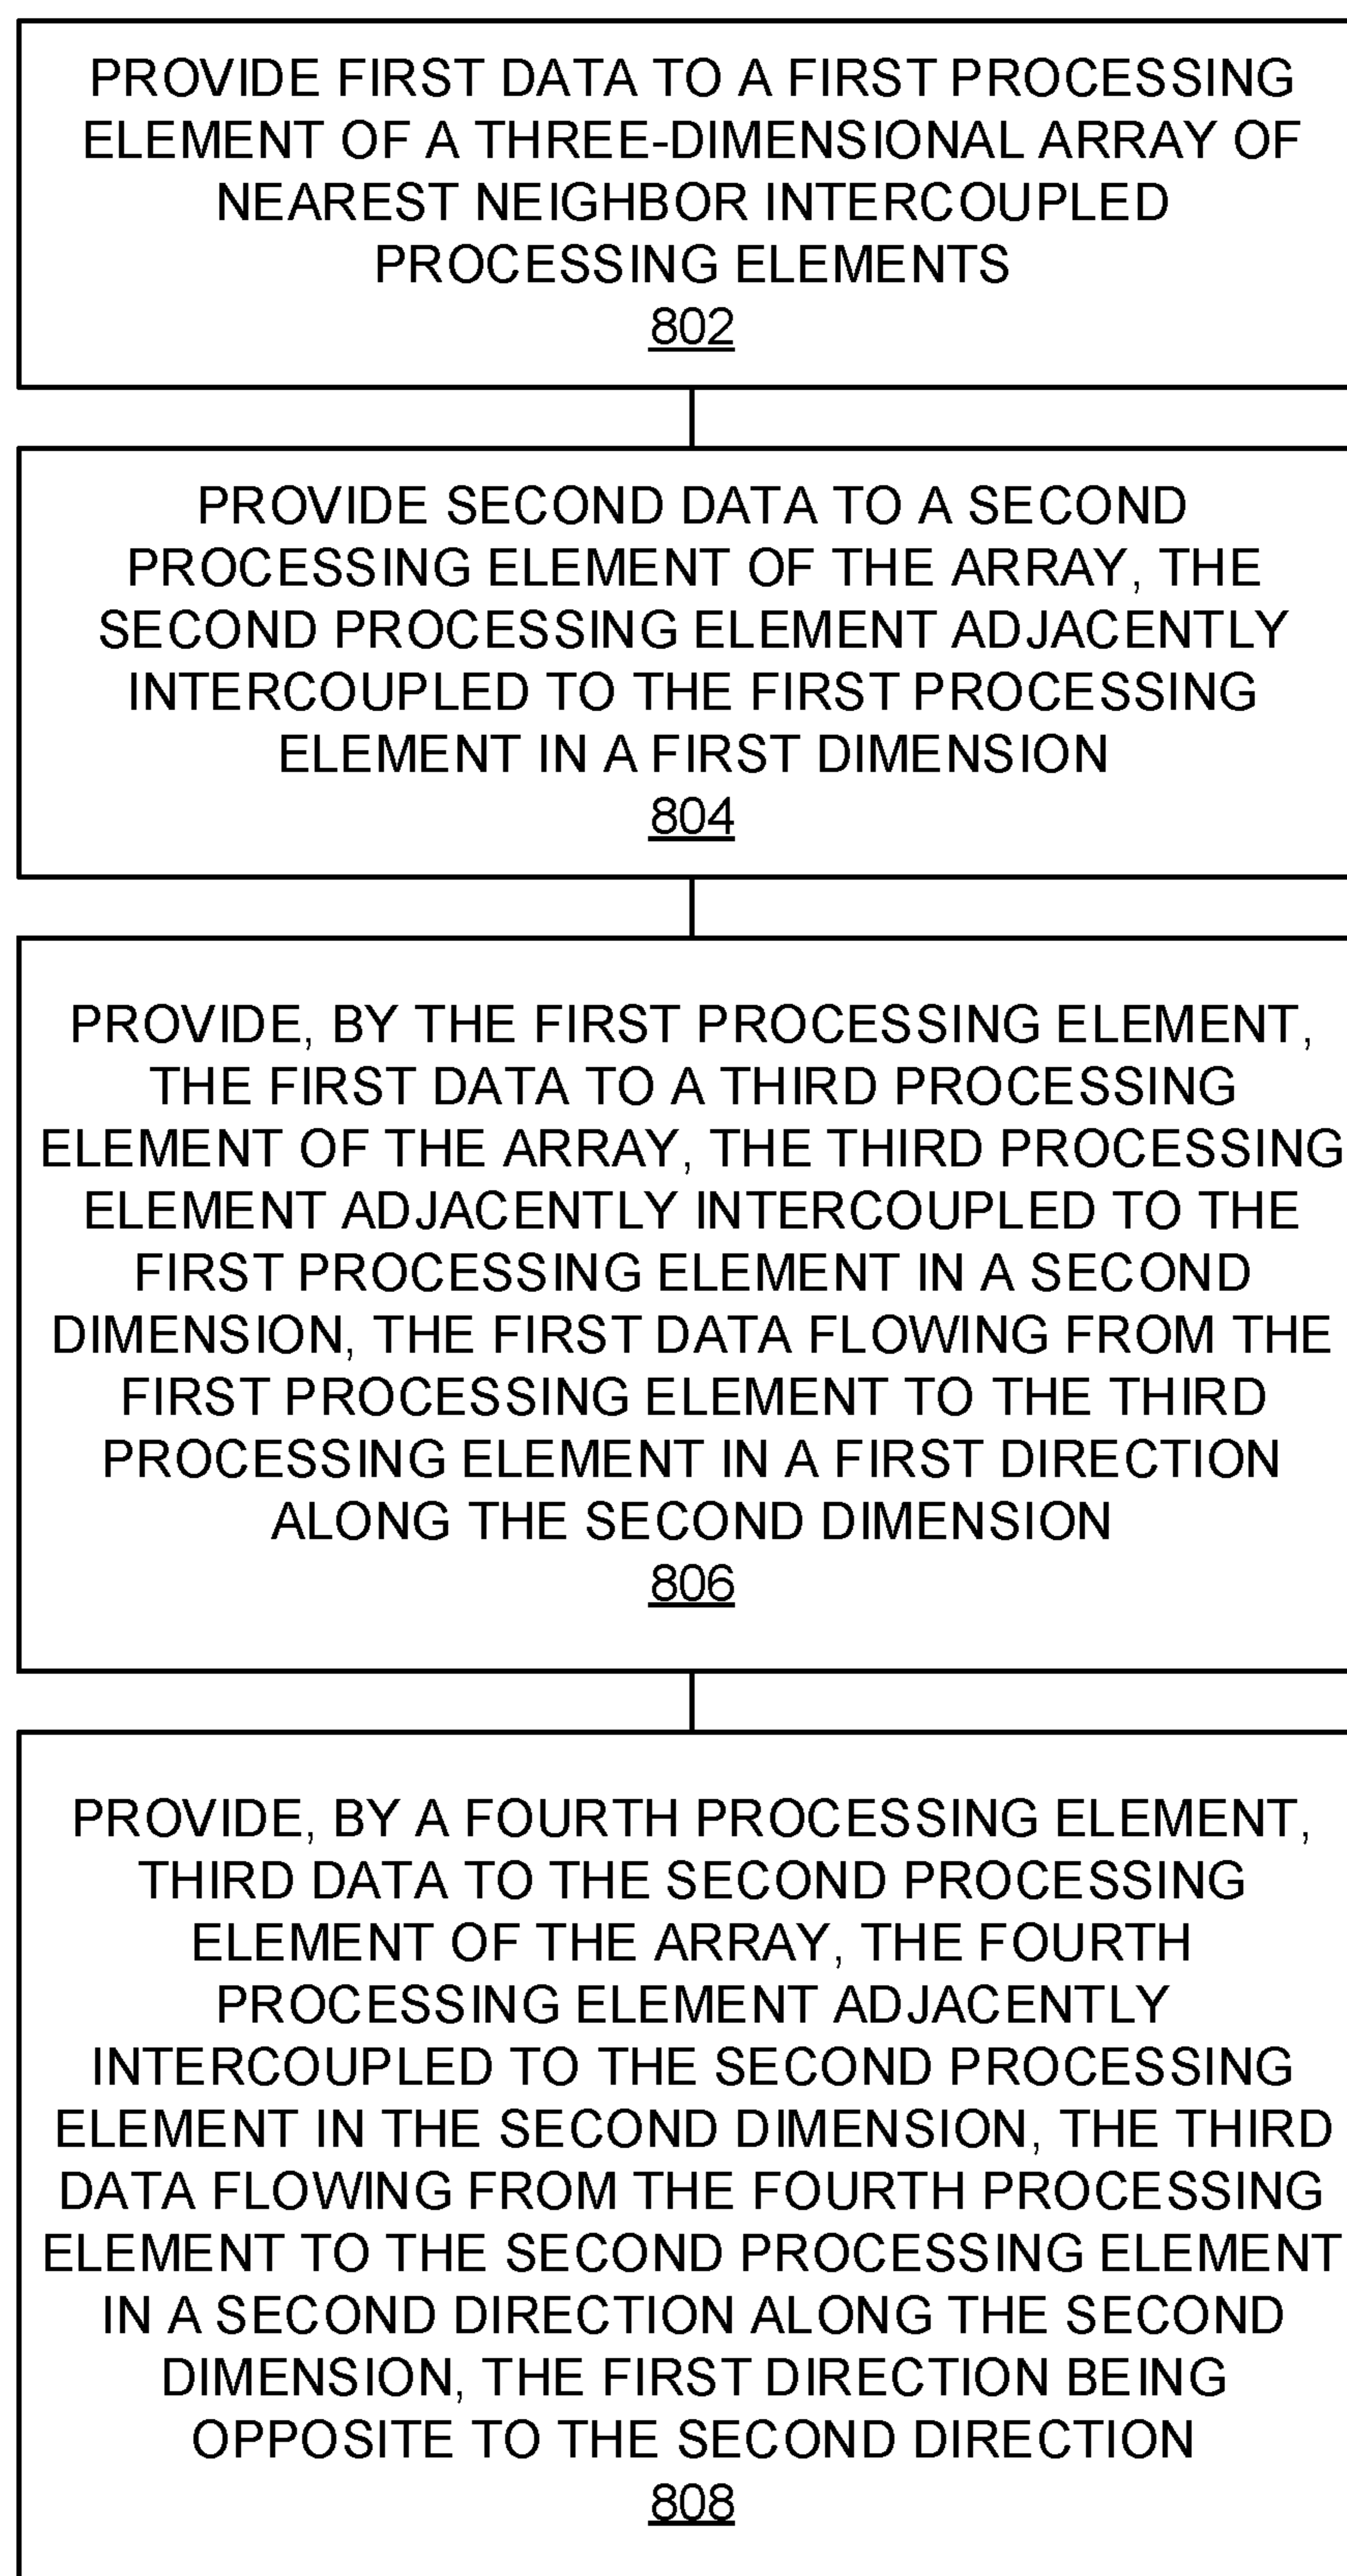 PROVIDE FIRST DATA TO A FIRST PROCESSING
ELEMENT OF A THREE-DIMENSIONAL ARRAY OF
NEAREST NEIGHBOR INTERCOUPLED
PROCESSING ELEMENTS
802
PROVIDE SECOND DATA TO A SECOND
PROCESSING ELEMENT OF THE ARRAY, THE
SECOND PROCESSING ELEMENT ADJACENTLY
INTERCOUPLED TO THE FIRST PROCESSING
ELEMENT IN A FIRST DIMENSION
804
PROVIDE, BY THE FIRST PROCESSING ELEMENT,
THE FIRST DATA TO A THIRD PROCESSING
ELEMENT OF THE ARRAY, THE THIRD PROCESSING
ELEMENT ADJACENTLY INTERCOUPLED TO THE
FIRST PROCESSING ELEMENT IN A SECOND
DIMENSION, THE FIRST DATA FLOWING FROM THE
FIRST PROCESSING ELEMENT TO THE THIRD
PROCESSING ELEMENT IN A FIRST DIRECTION
ALONG THE SECOND DIMENSION
806
PROVIDE, BY A FOURTH PROCESSING ELEMENT,
THIRD DATA TO THE SECOND PROCESSING
ELEMENT OF THE ARRAY, THE FOURTH
PROCESSING ELEMENT ADJACENTLY
INTERCOUPLED TO THE SECOND PROCESSING
ELEMENT IN THE SECOND DIMENSION, THE THIRD
DATA FLOWING FROM THE FOURTH PROCESSING
ELEMENT TO THE SECOND PROCESSING ELEMENT
IN A SECOND DIRECTION ALONG THE SECOND
DIMENSION, THE FIRST DIRECTION BEING
OPPOSITE TO THE SECOND DIRECTION
808